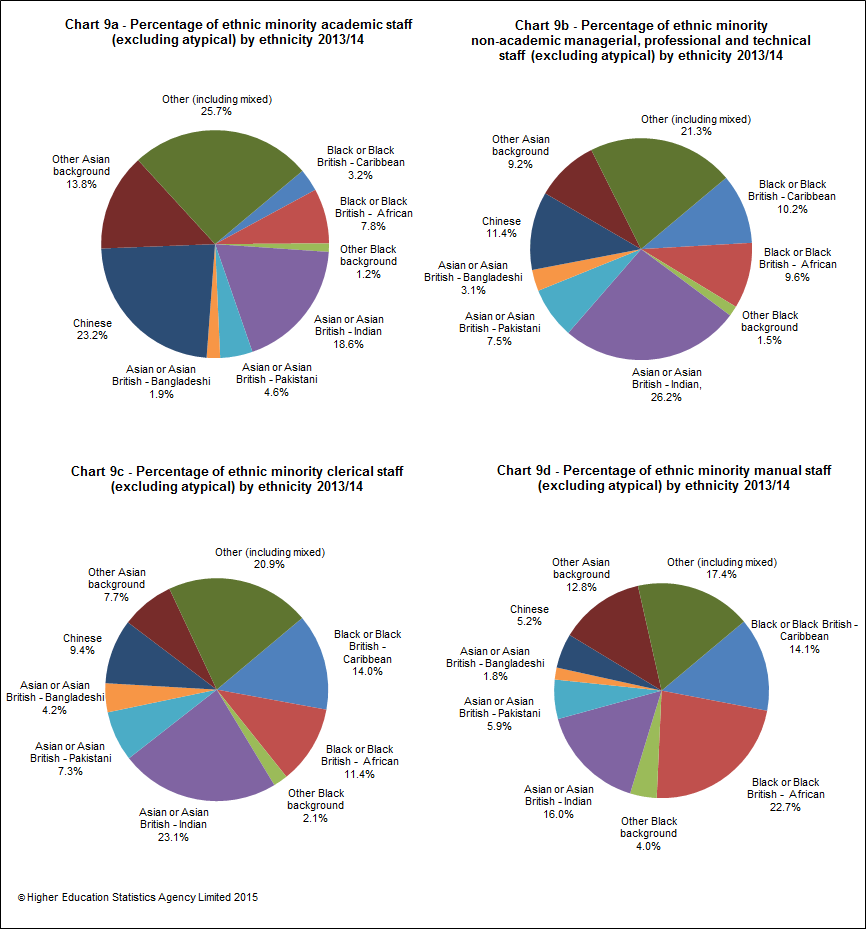 Chart 9a - Percentage of ethnic minority academic staff
(excluding atypical) by ethnicity 2013/14
Other (including mixed)
25.7%
Black or Black
British - Caribbean
3.2%
Black or Black
British -  African
7.8%
Other Black
background
1.2%
Asian or Asian
British - Indian
18.6%
Asian or Asian
British - Pakistani
4.6%
Asian or Asian
British - Bangladeshi
1.9%
Chinese
23.2%
Other Asian
background
13.8%
Chart 9b - Percentage of ethnic minority
non-academic managerial, professional and technical
staff (excluding atypical) by ethnicity 2013/14
Other (including mixed)
21.3%
Black or Black
British - Caribbean
10.2%
Black or Black
British -  African
9.6%
Other Black
background
1.5%
Asian or Asian
British - Indian,
26.2%
Asian or Asian
British - Pakistani
7.5%
Asian or Asian
British - Bangladeshi
3.1%
Chinese
11.4%
Other Asian
background
9.2%
Chart 9c - Percentage of ethnic minority clerical staff
(excluding atypical) by ethnicity 2013/14
Other (including mixed)
20.9%
Black or Black
British -
Caribbean
14.0%
Black or Black
British -  African
11.4%
Other Black
background
2.1%
Asian or Asian
British - Indian
23.1%
Asian or Asian
British - Pakistani
7.3%
Asian or Asian
British - Bangladeshi
4.2%
Chinese
9.4%
Other Asian
background
7.7%
Chart 9d - Percentage of ethnic minority manual staff
(excluding atypical) by ethnicity 2013/14
Other (including mixed)
17.4%
Black or Black British -
Caribbean
14.1%
Black or Black
British -  African
22.7%
Other Black
background
4.0%
Asian or Asian
British - Indian
16.0%
Asian or Asian
British - Pakistani
5.9%
Asian or Asian
British - Bangladeshi
1.8%
Chinese
5.2%
Other Asian
background
12.8%
© Higher Education Statistics Agency Limited 2015